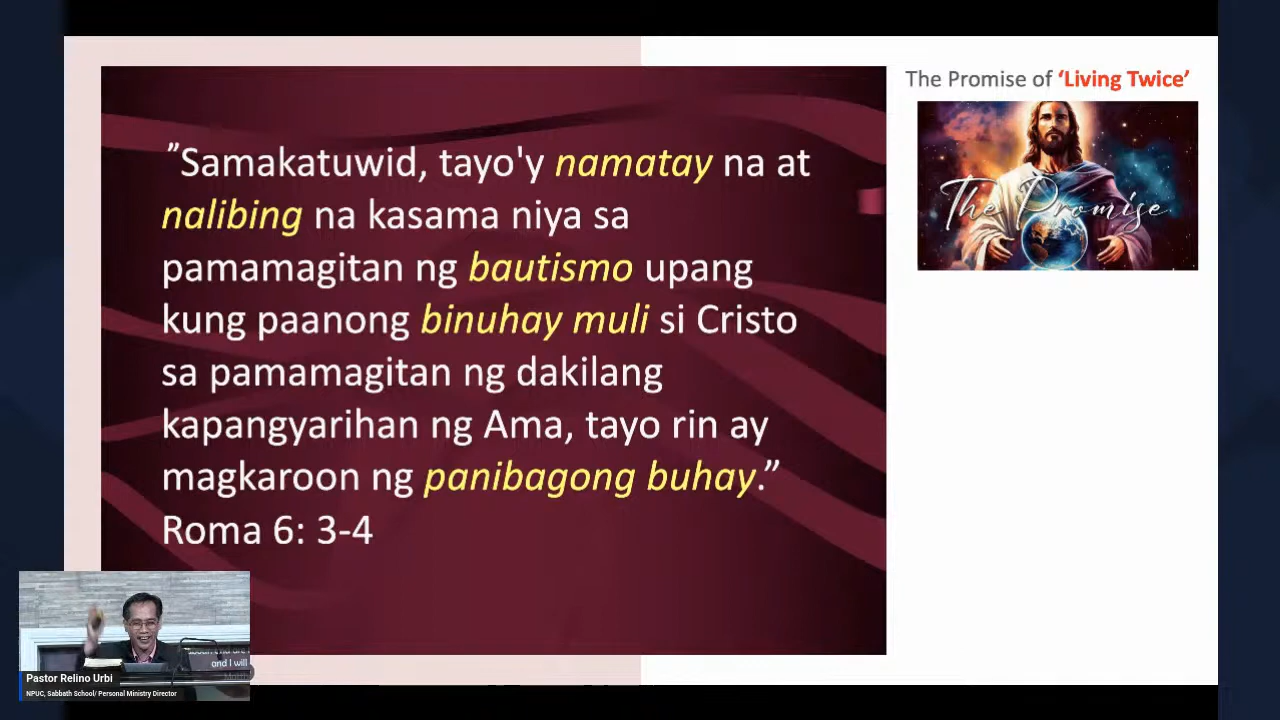 "Samakatuwid, tayo'y namatay na at
nalibing na kasama niya sa
pamamagitan ng bautismo upang
kung paanong binuhay muli si Cristo
sa pamamagitan ng dakilang
kapangyarihan ng Ama, tayo rin ay
magkaroon ng panibagong buhay.”
Roma 6: 3-4
The Promise of ‘Living Twice’
The Promise
and I will
Pastor Relino Urbi
NPUC, Sabbath School/ Personal Ministry Director